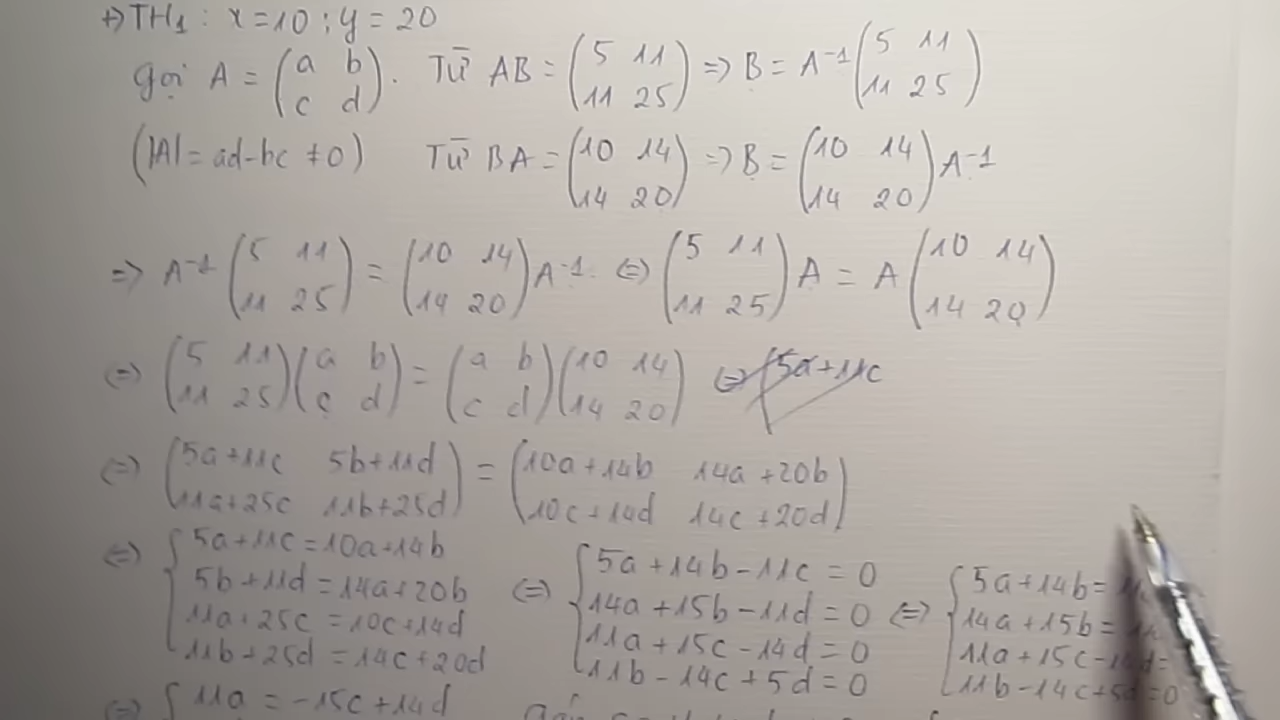 +) TH₁ : x = 10 ; y = 20
Gọi A = (a b; c d). Từ AB = (5 11; 11 25) => B = A⁻¹ (5 11; 11 25)
(|A| = ad - bc ≠ 0) Từ BA = (10 14; 14 20) => B = (10 14; 14 20) A⁻¹
=> A⁻¹ (5 11; 11 25) = (10 14; 14 20) A⁻¹. <=> (5 11; 11 25) A = A (10 14; 14 20)
<=> (5 11; 11 25)(a b; c d) = (a b; c d)(10 14; 14 20) <=> (5a + 11c
<=> (5a+11c 5b+11d; 11a+25c 11b+25d) = (10a+14b 14a+20b; 10c+14d 14c+20d)
<=> { 5a+11c = 10a+14b <=> { 5a + 14b - 11c = 0 <=> { 5a + 14b =
5b+11d = 14a+20b 14a + 15b - 11d = 0 14a + 15b =
11a+25c = 10c+14d 11a + 15c - 14d = 0 11a + 15c -
11b+25d = 14c+20d 11b - 14c + 5d = 0 11b - 14c + 5d = 0
<=> { 11a = -15c + 14d